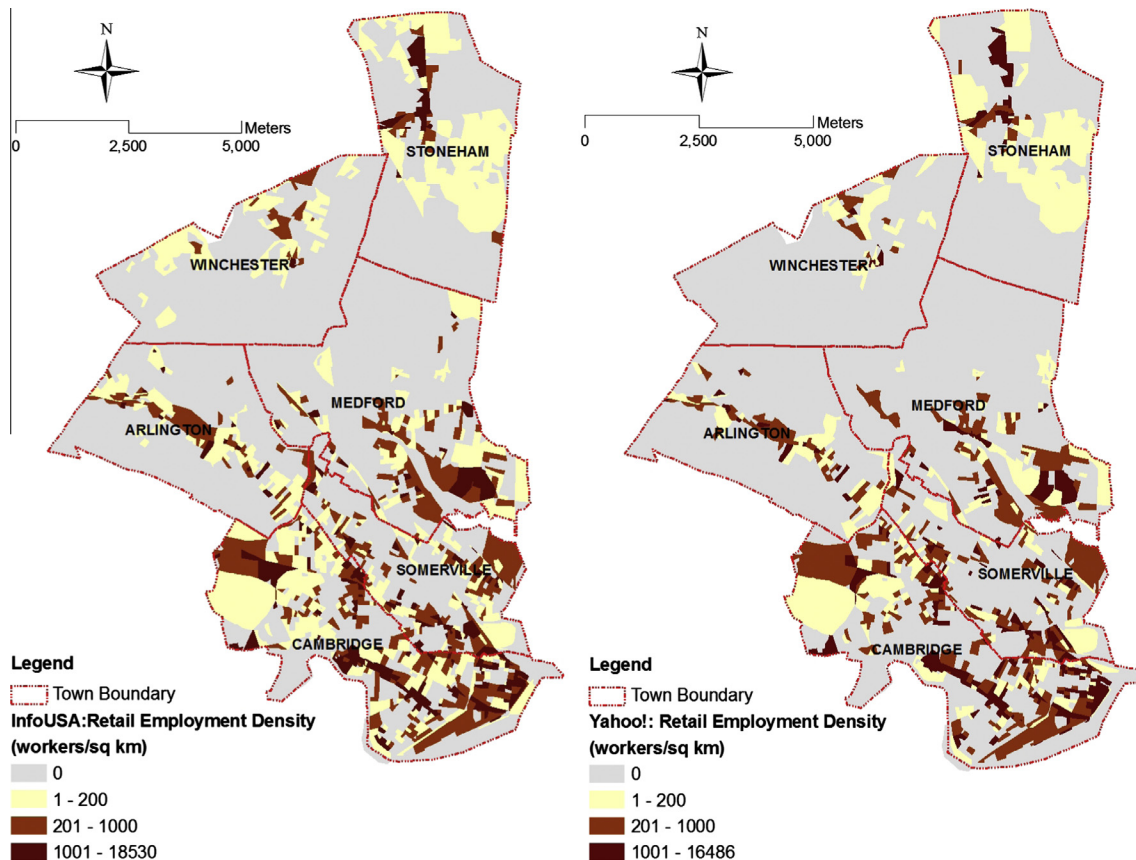 N
Meters
0 2,500 5,000
STONEHAM
WINCHESTER
MEDFORD
ARLINGTON
SOMERVILLE
CAMBRIDGE
Legend
Town Boundary
InfoUSA:Retail Employment Density
(workers/sq km)
0
1 - 200
201 - 1000
1001 - 18530
N
Meters
0 2,500 5,000
STONEHAM
WINCHESTER
MEDFORD
ARLINGTON
SOMERVILLE
CAMBRIDGE
Legend
Town Boundary
Yahoo!: Retail Employment Density
(workers/sq km)
0
1 - 200
201 - 1000
1001 - 16486